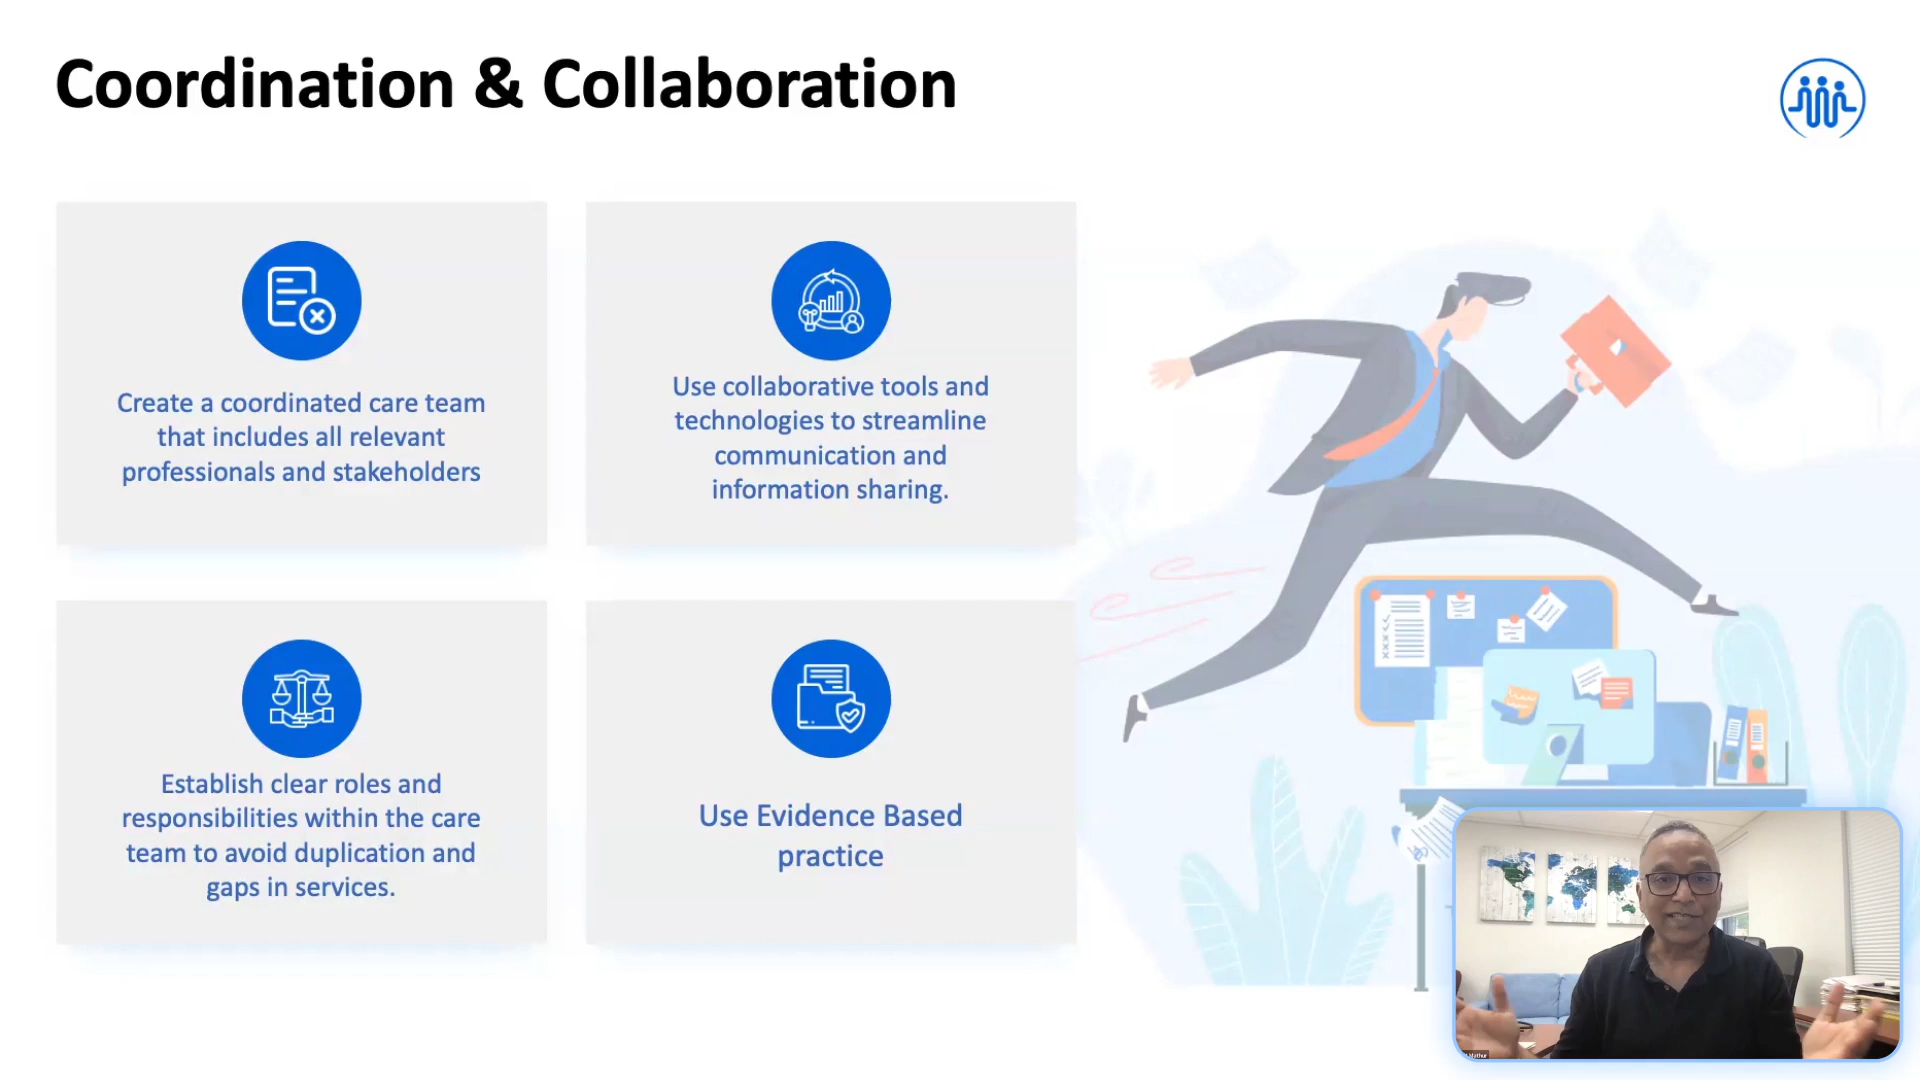 Coordination & Collaboration
Create a coordinated care team
that includes all relevant
professionals and stakeholders
Use collaborative tools and
technologies to streamline
communication and
information sharing.
Establish clear roles and
responsibilities within the care
team to avoid duplication and
gaps in services.
Use Evidence Based
practice
Mathur